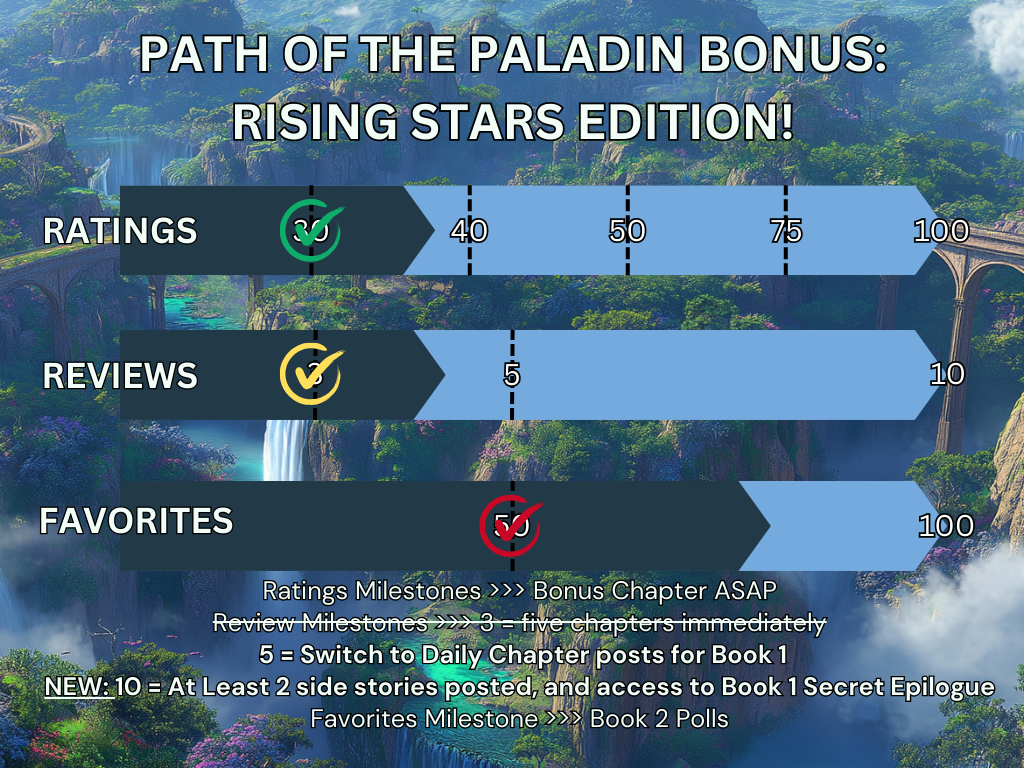 PATH OF THE PALADIN BONUS:
RISING STARS EDITION!
RATINGS 30 40 50 75 100
REVIEWS 3 5 10
FAVORITES 50 100
Ratings Milestones >>> Bonus Chapter ASAP
Review Milestones >>> 3 = five chapters immediately
5 = Switch to Daily Chapter posts for Book 1
NEW: 10 = At Least 2 side stories posted, and access to Book 1 Secret Epilogue
Favorites Milestone >>> Book 2 Polls